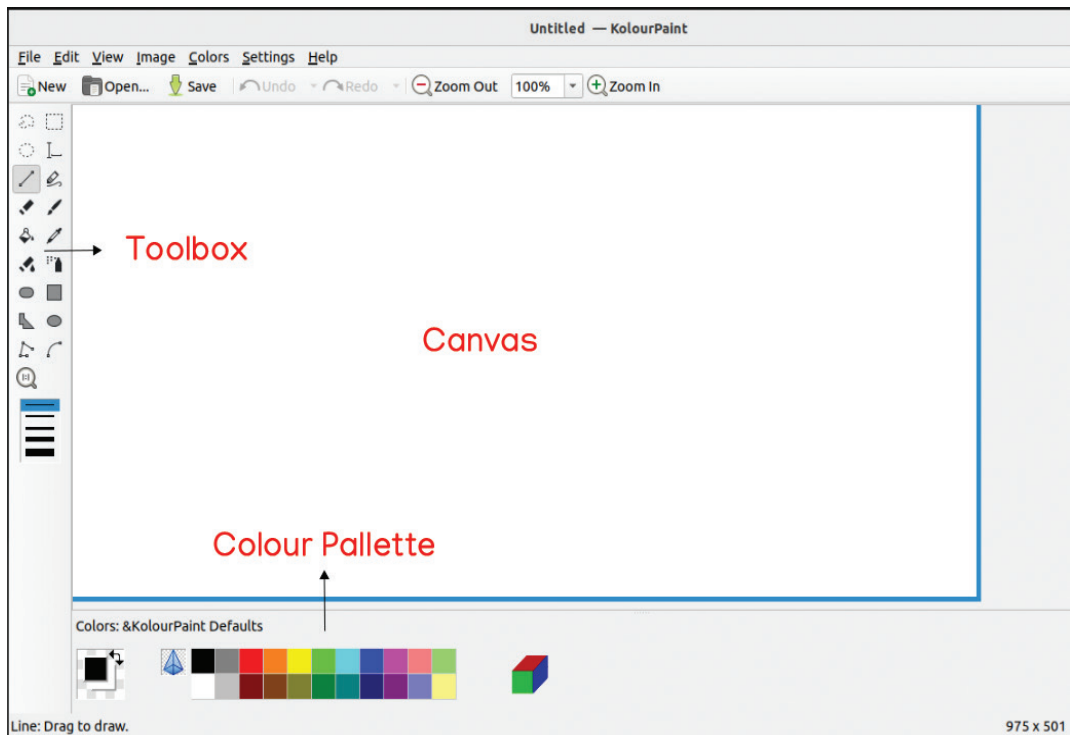 Untitled — KolourPaint
File Edit View Image Colors Settings Help
New Open... Save Undo Redo Zoom Out 100% Zoom In
Toolbox
Canvas
Colour Pallette
Colors: &KolourPaint Defaults
Line: Drag to draw. 975 x 501